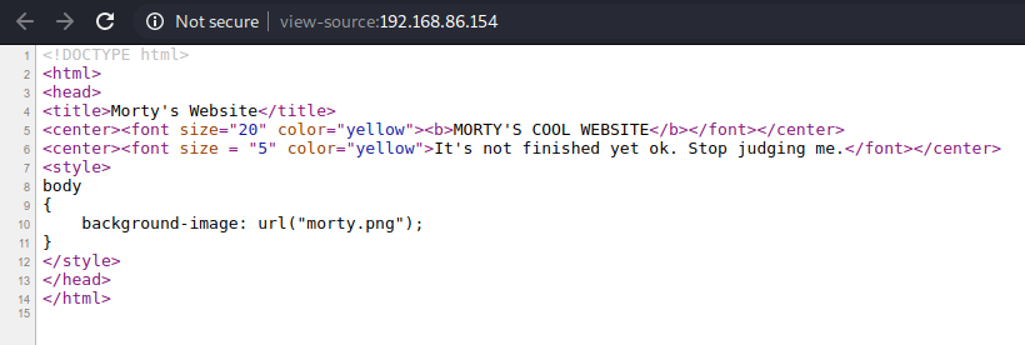 Not secure | view-source:192.168.86.154
1 <!DOCTYPE html>
2 <html>
3 <head>
4 <title>Morty's Website</title>
5 <center><font size="20" color="yellow"><b>MORTY'S COOL WEBSITE</b></font></center>
6 <center><font size = "5" color="yellow">It's not finished yet ok. Stop judging me.</font></center>
7 <style>
8 body
9 {
10     background-image: url("morty.png");
11 }
12 </style>
13 </head>
14 </html>
15